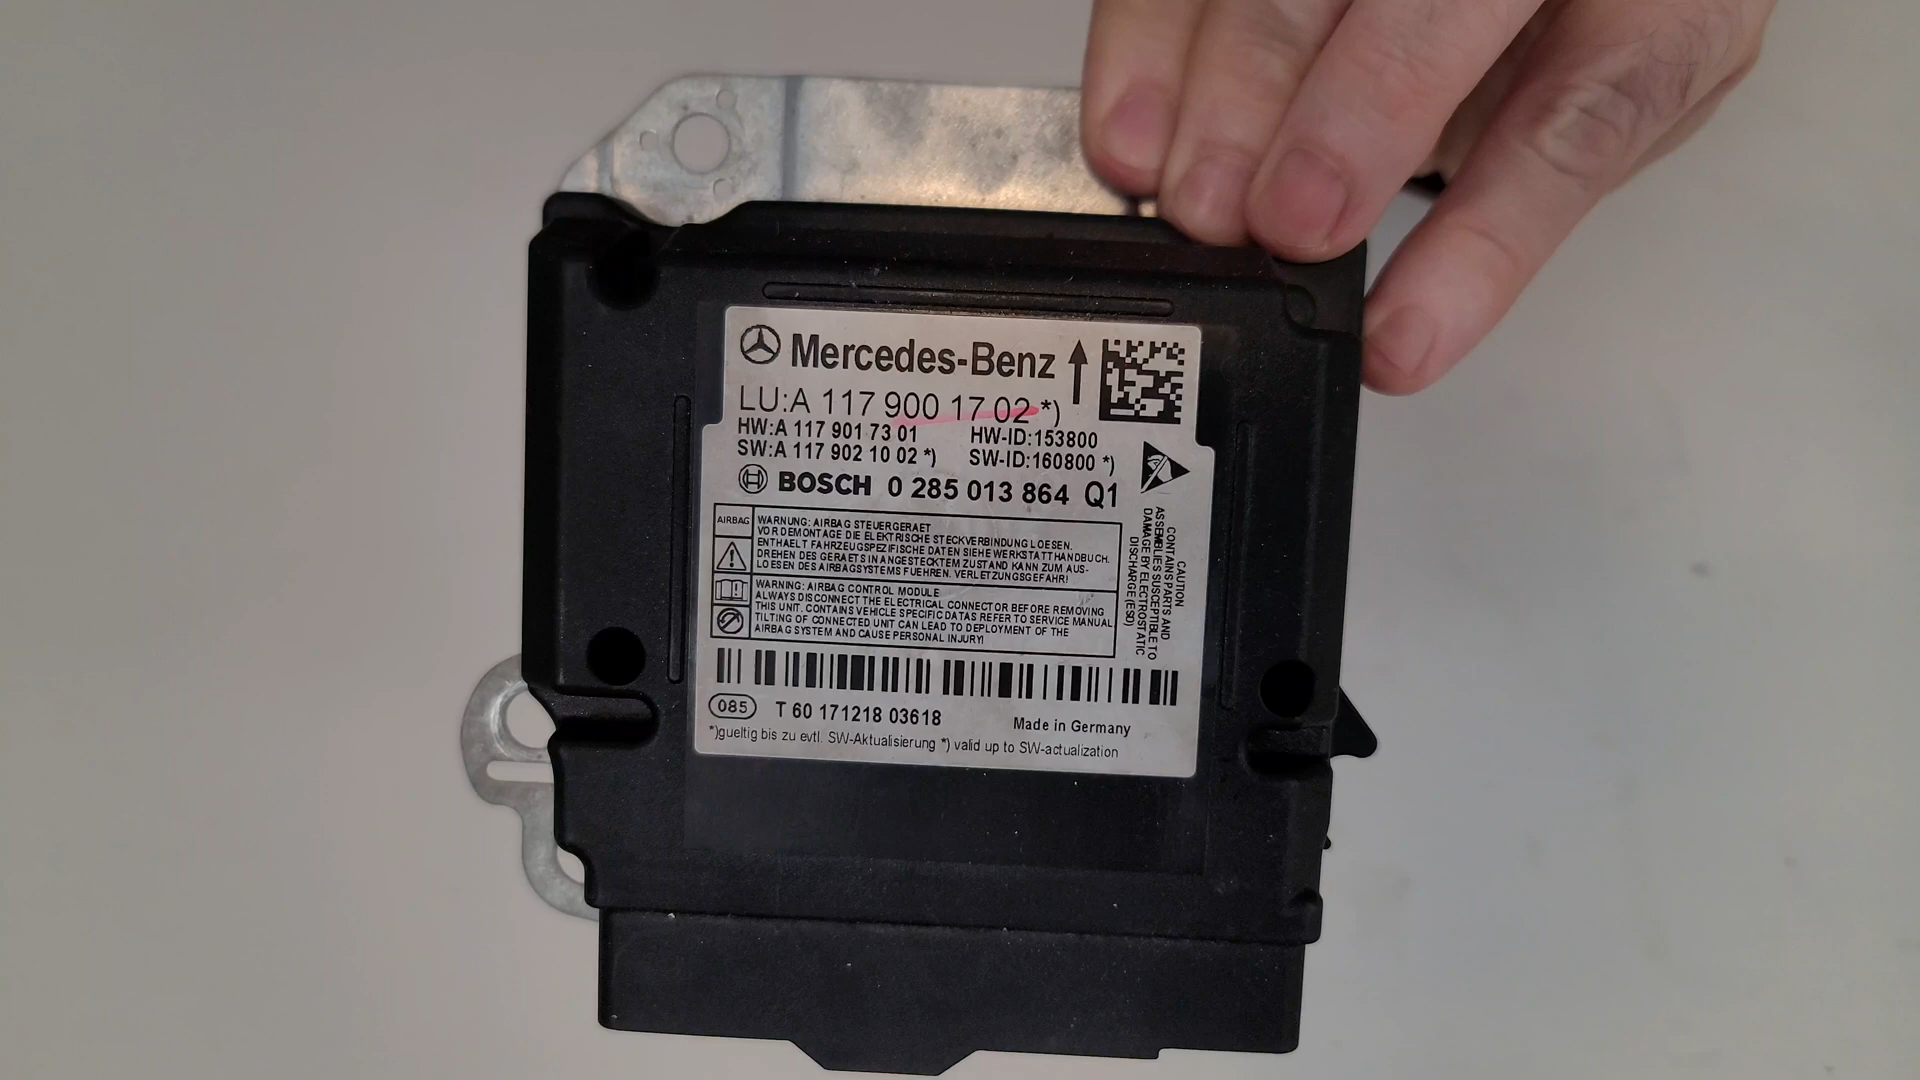 Mercedes-Benz
LU:A 117 900 17 02 *)
HW:A 117 901 73 01 HW-ID:153800
SW:A 117 902 10 02 *) SW-ID:160800 *)
BOSCH 0 285 013 864 Q1
AIRBAG
WARNUNG: AIRBAG STEUERGERAET
VOR DEMONTAGE DIE ELEKTRISCHE STECKVERBINDUNG LOESEN.
ENTHAELT FAHRZEUGSPEZIFISCHE DATEN SIEHE WERKSTATTHANDBUCH.
DREHEN DES GERAETS IN ANGESTECKTEM ZUSTAND KANN ZUM AUS-
LOESEN DES AIRBAGSYSTEMS FUEHREN. VERLETZUNGSGEFAHR!
WARNING: AIRBAG CONTROL MODULE
ALWAYS DISCONNECT THE ELECTRICAL CONNECTOR BEFORE REMOVING
THIS UNIT. CONTAINS VEHICLE SPECIFIC DATAS REFER TO SERVICE MANUAL
TILTING OF CONNECTED UNIT CAN LEAD TO DEPLOYMENT OF THE
AIRBAG SYSTEM AND CAUSE PERSONAL INJURY!
CAUTION
CONTAINS PARTS AND
ASSEMBLIES SUSCEPTIBLE TO
DAMAGE BY ELECTROSTATIC
DISCHARGE (ESD)
085 T 60 171218 03618 Made in Germany
*)gueltig bis zu evtl. SW-Aktualisierung *) valid up to SW-actualization